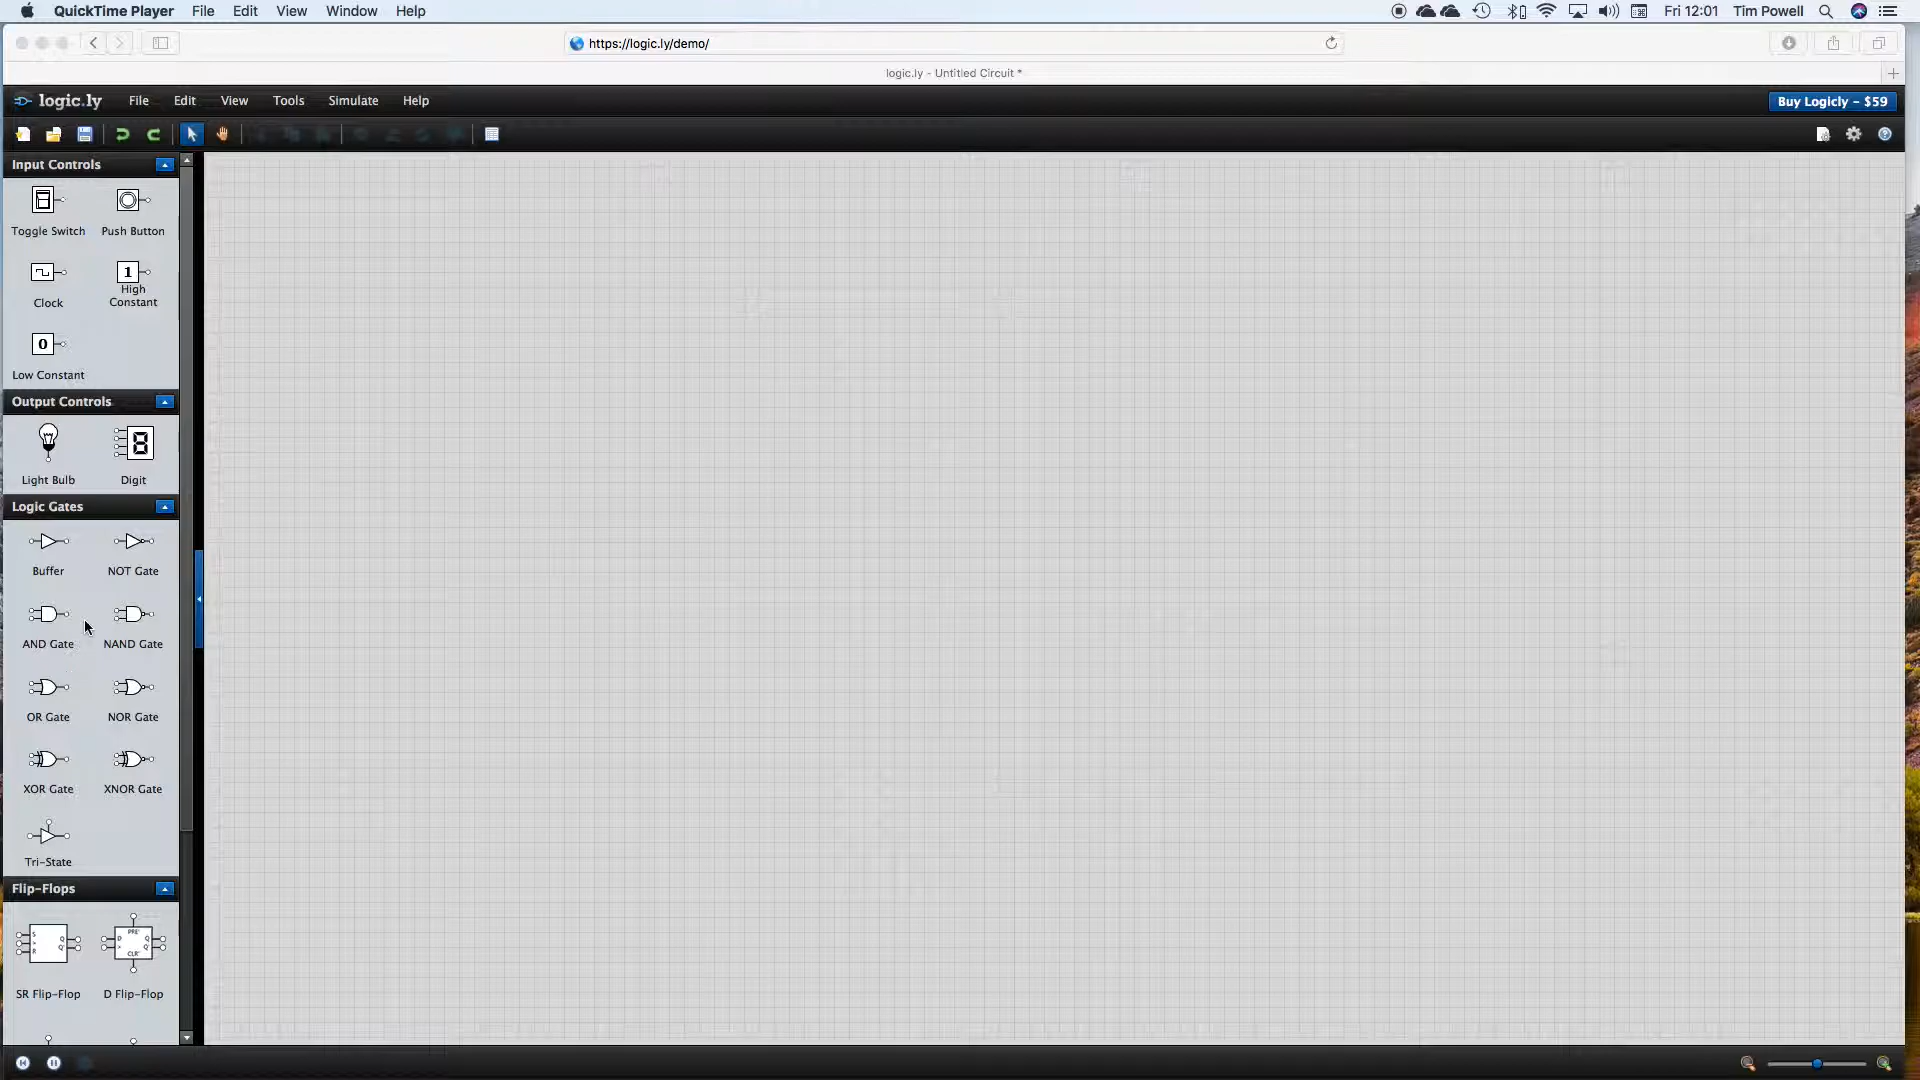 QuickTime Player File Edit View Window Help Fri 12:01 Tim Powell
https://logic.ly/demo/
logic.ly - Untitled Circuit *
logic.ly File Edit View Tools Simulate Help Buy Logicly - $59
Input Controls
Toggle Switch Push Button
1
Clock High Constant
0
Low Constant
Output Controls
8
Light Bulb Digit
Logic Gates
Buffer NOT Gate
AND Gate NAND Gate
OR Gate NOR Gate
XOR Gate XNOR Gate
Tri-State
Flip-Flops
S Q R Q' PRE' D Q Q' CLR'
SR Flip-Flop D Flip-Flop